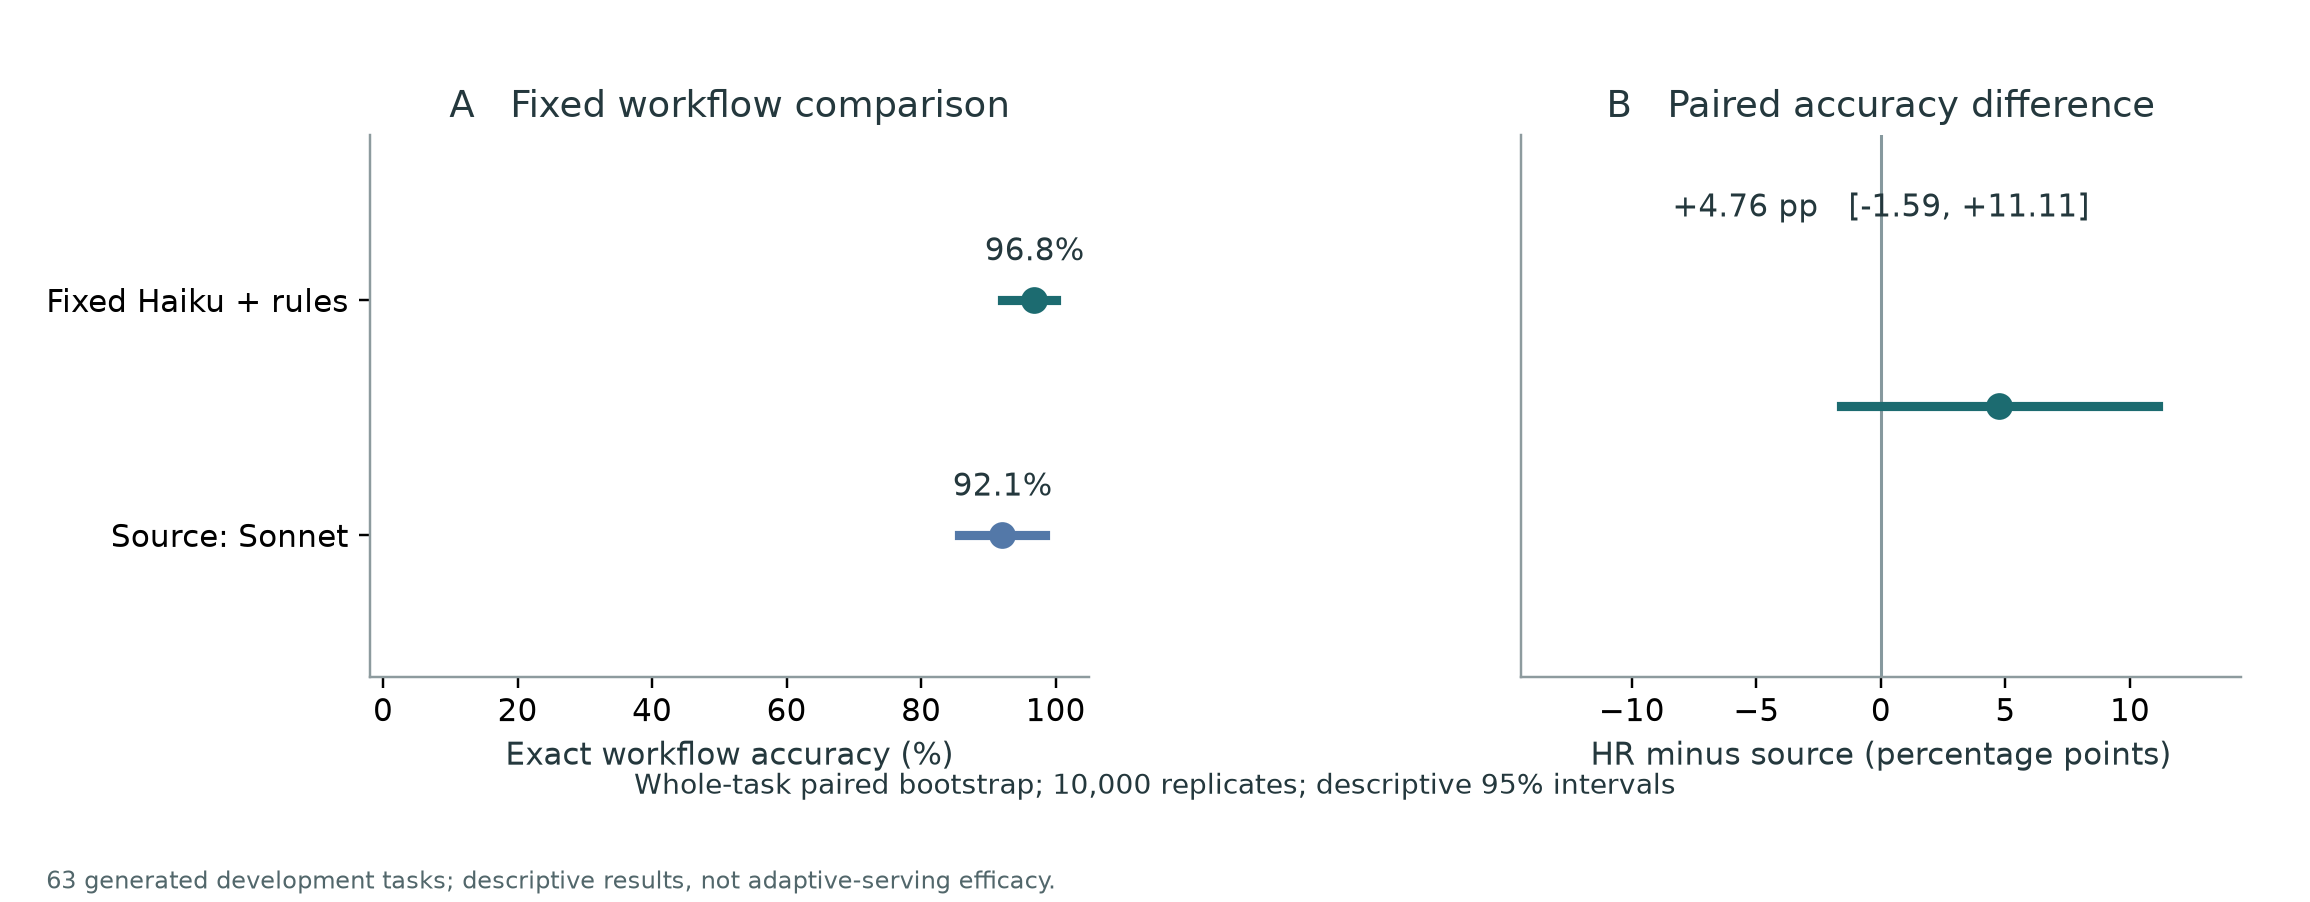 A Fixed workflow comparison
96.8%
Fixed Haiku + rules
92.1%
Source: Sonnet
0 20 40 60 80 100
Exact workflow accuracy (%)
B Paired accuracy difference
+4.76 pp [-1.59, +11.11]
−10 −5 0 5 10
HR minus source (percentage points)
Whole-task paired bootstrap; 10,000 replicates; descriptive 95% intervals
63 generated development tasks; descriptive results, not adaptive-serving efficacy.